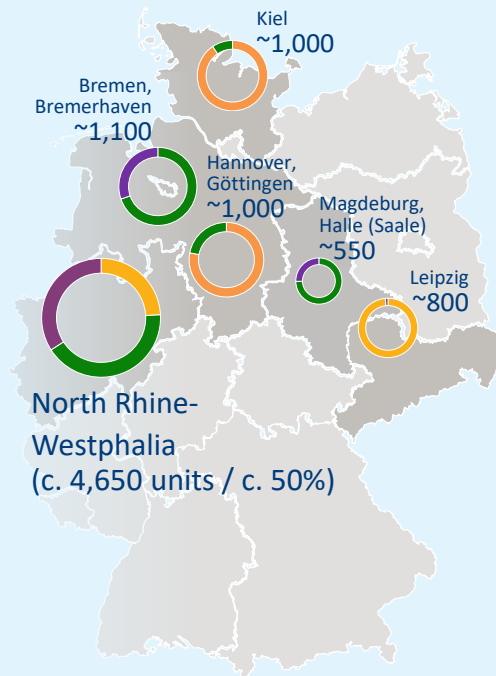 Kiel
~1,000
Bremen,
Bremerhaven
~1,100
Hannover,
Göttingen
~1,000
Magdeburg,
Halle (Saale)
~550
Leipzig
~800
North Rhine-
Westphalia
(c. 4,650 units / c. 50%)